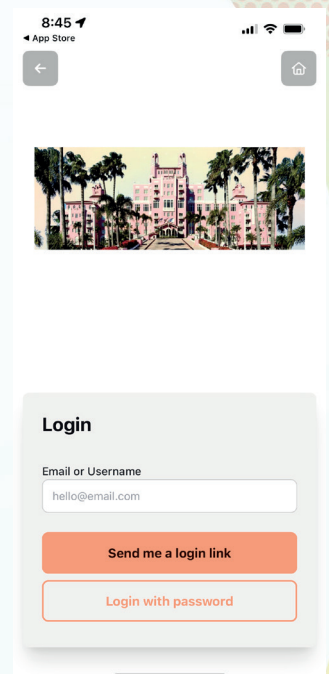 8:45
◀ App Store
Login
Email or Username
hello@email.com
Send me a login link
Login with password